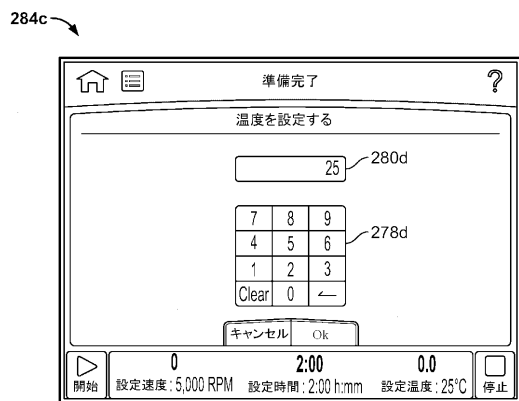 284c
準備完了
?
温度を設定する
25
280d
7 8 9
278d
4 5 6
1 2 3
Clear 0 ←
キャンセル Ok
0 2:00 0.0
開始 設定速度:5,000 RPM 設定時間:2:00 h:mm 設定温度:25°C 停止